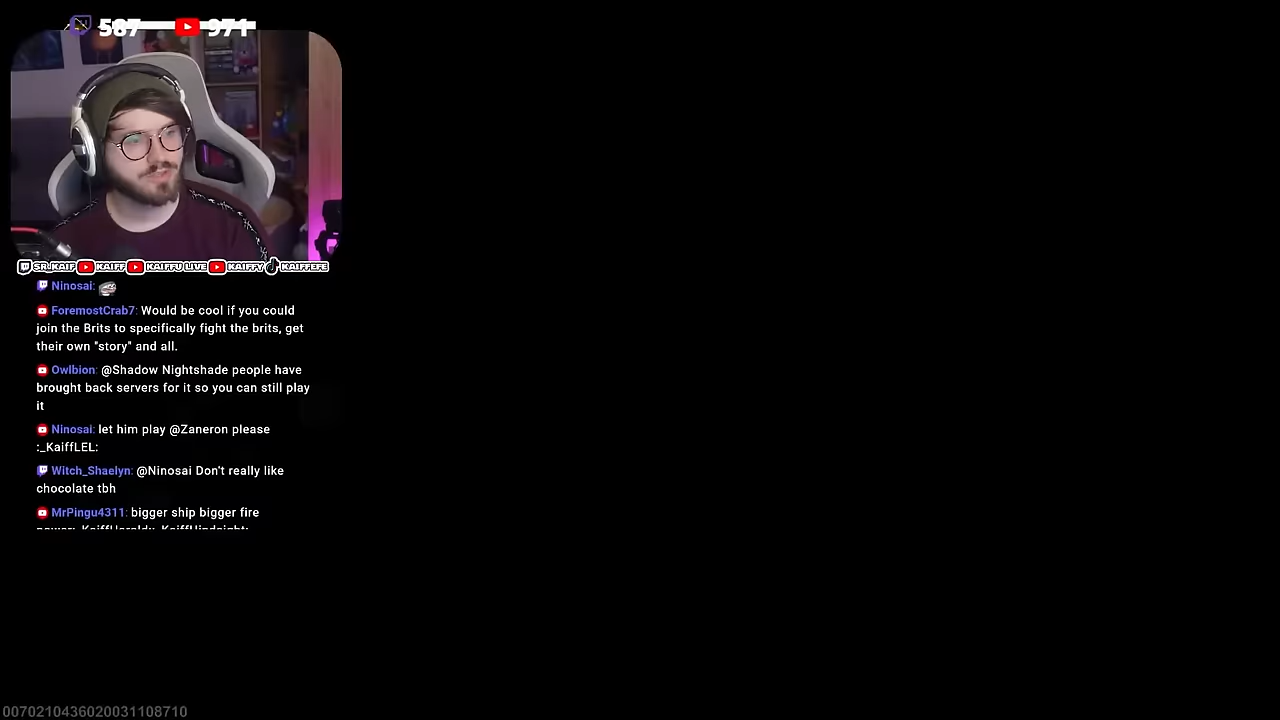 587 971
SR_KAIF KAIFF KAIFFU LIVE KAIFFY KAIFFEFE
Ninosai:
ForemostCrab7: Would be cool if you could
join the Brits to specifically fight the brits, get
their own "story" and all.
Owlbion: @Shadow Nightshade people have
brought back servers for it so you can still play
it
Ninosai: let him play @Zaneron please
:_KaiffLEL:
Witch_Shaelyn: @Ninosai Don't really like
chocolate tbh
MrPingu4311: bigger ship bigger fire
0070210436020031108710